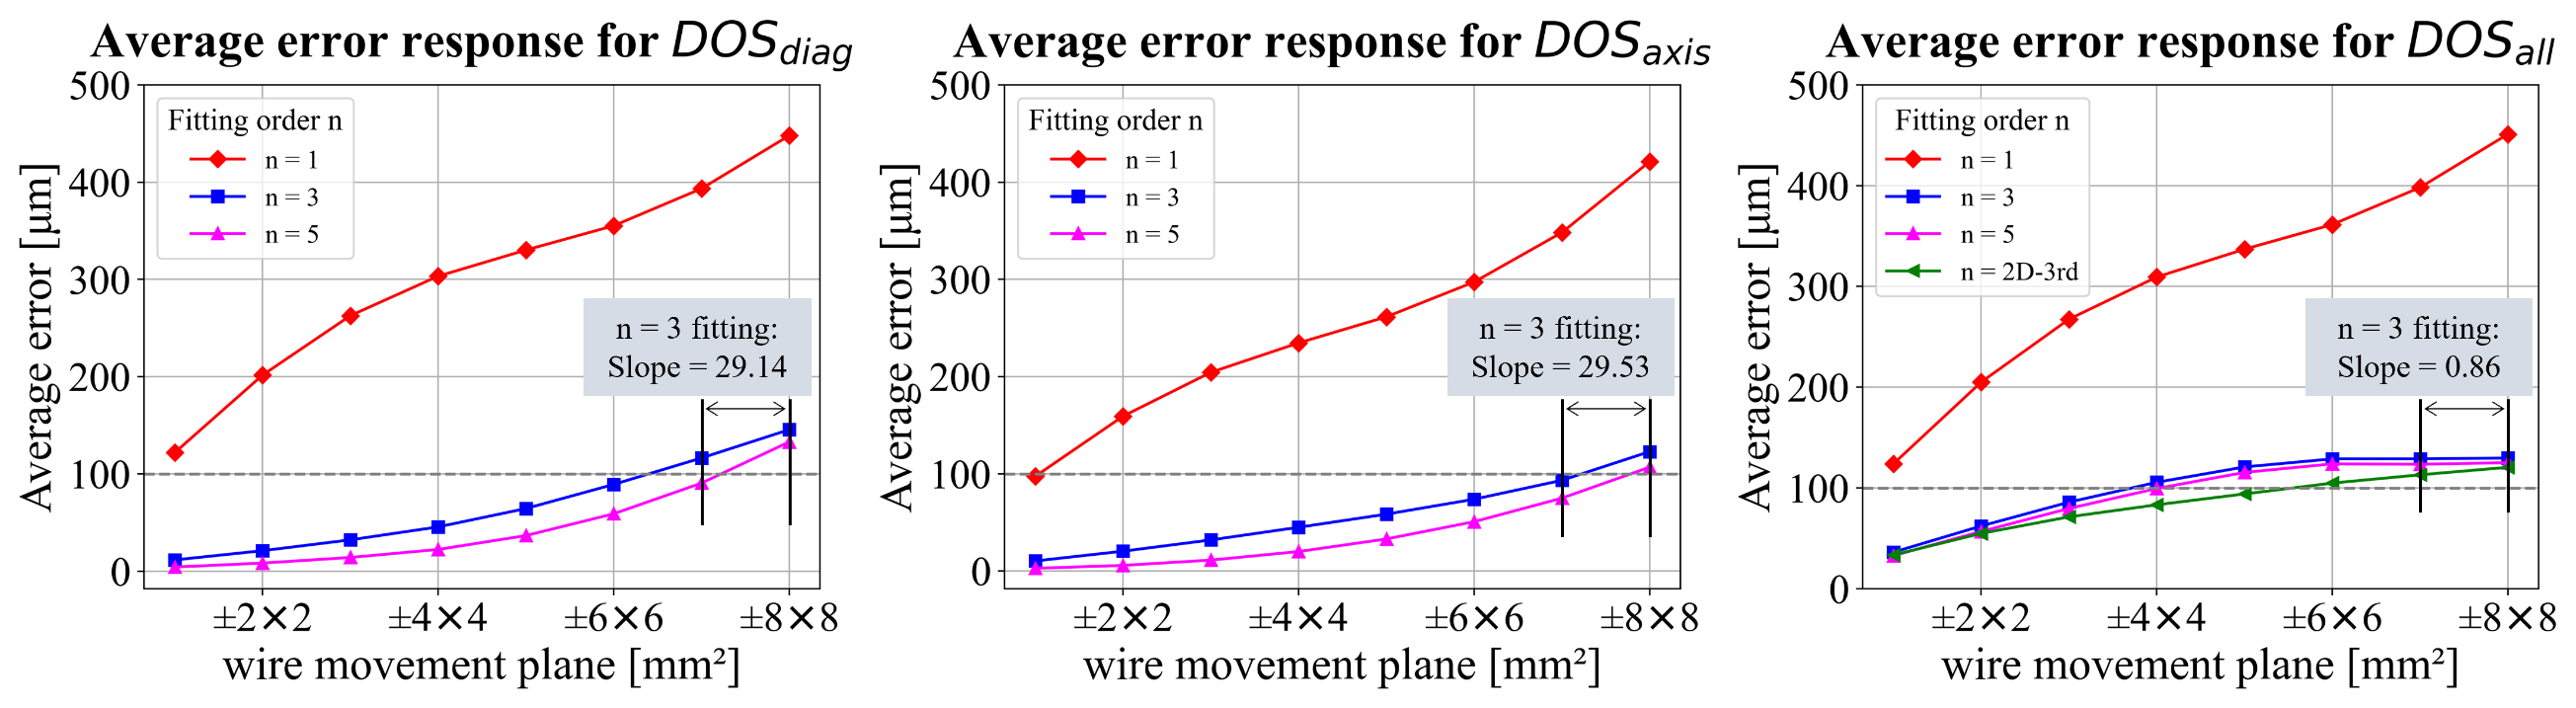 Average error response for DOS_diag
Average error [μm]
500
400
300
200
100
0
Fitting order n
n = 1
n = 3
n = 5
n = 3 fitting:
Slope = 29.14
±2×2
±4×4
±6×6
±8×8
wire movement plane [mm²]
Average error response for DOS_axis
Average error [μm]
500
400
300
200
100
0
Fitting order n
n = 1
n = 3
n = 5
n = 3 fitting:
Slope = 29.53
±2×2
±4×4
±6×6
±8×8
wire movement plane [mm²]
Average error response for DOS_all
Average error [μm]
500
400
300
200
100
0
Fitting order n
n = 1
n = 3
n = 5
n = 2D-3rd
n = 3 fitting:
Slope = 0.86
±2×2
±4×4
±6×6
±8×8
wire movement plane [mm²]